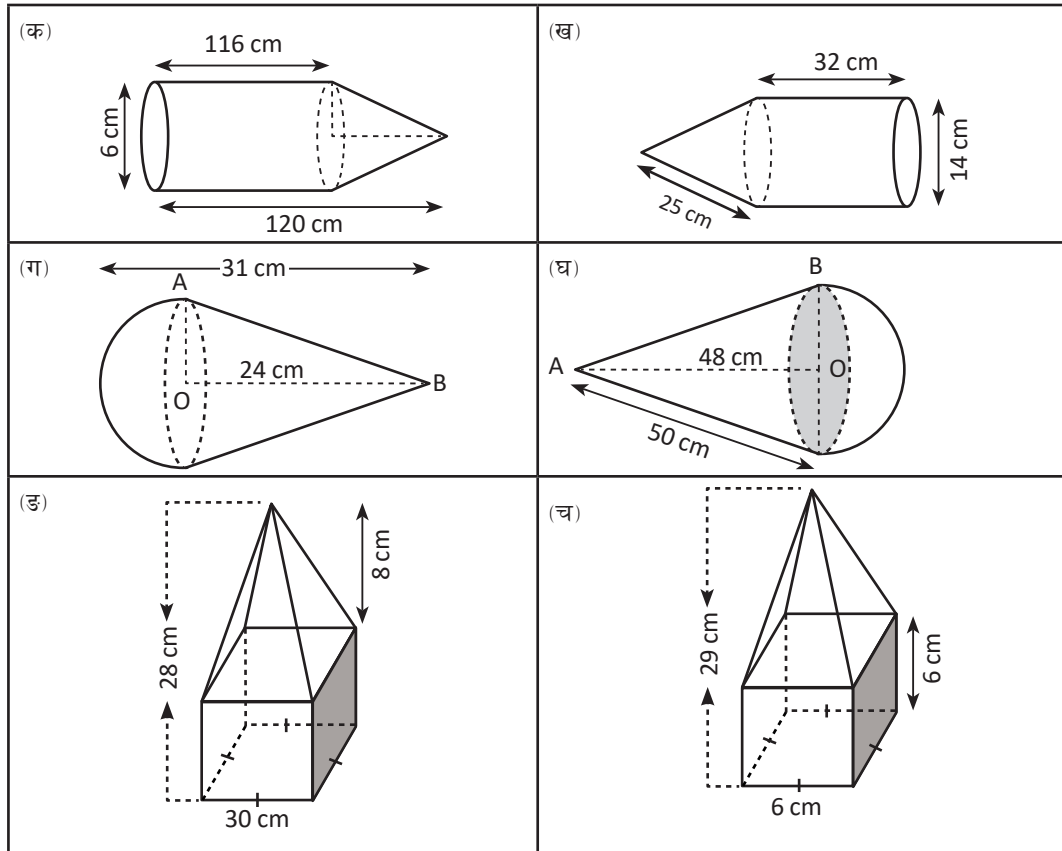 (क)
116 cm
6 cm
120 cm
(ख)
32 cm
14 cm
25 cm
(ग)
31 cm
A
24 cm
O
B
(घ)
B
A
48 cm
O
50 cm
(ङ)
8 cm
28 cm
30 cm
(च)
29 cm
6 cm
6 cm